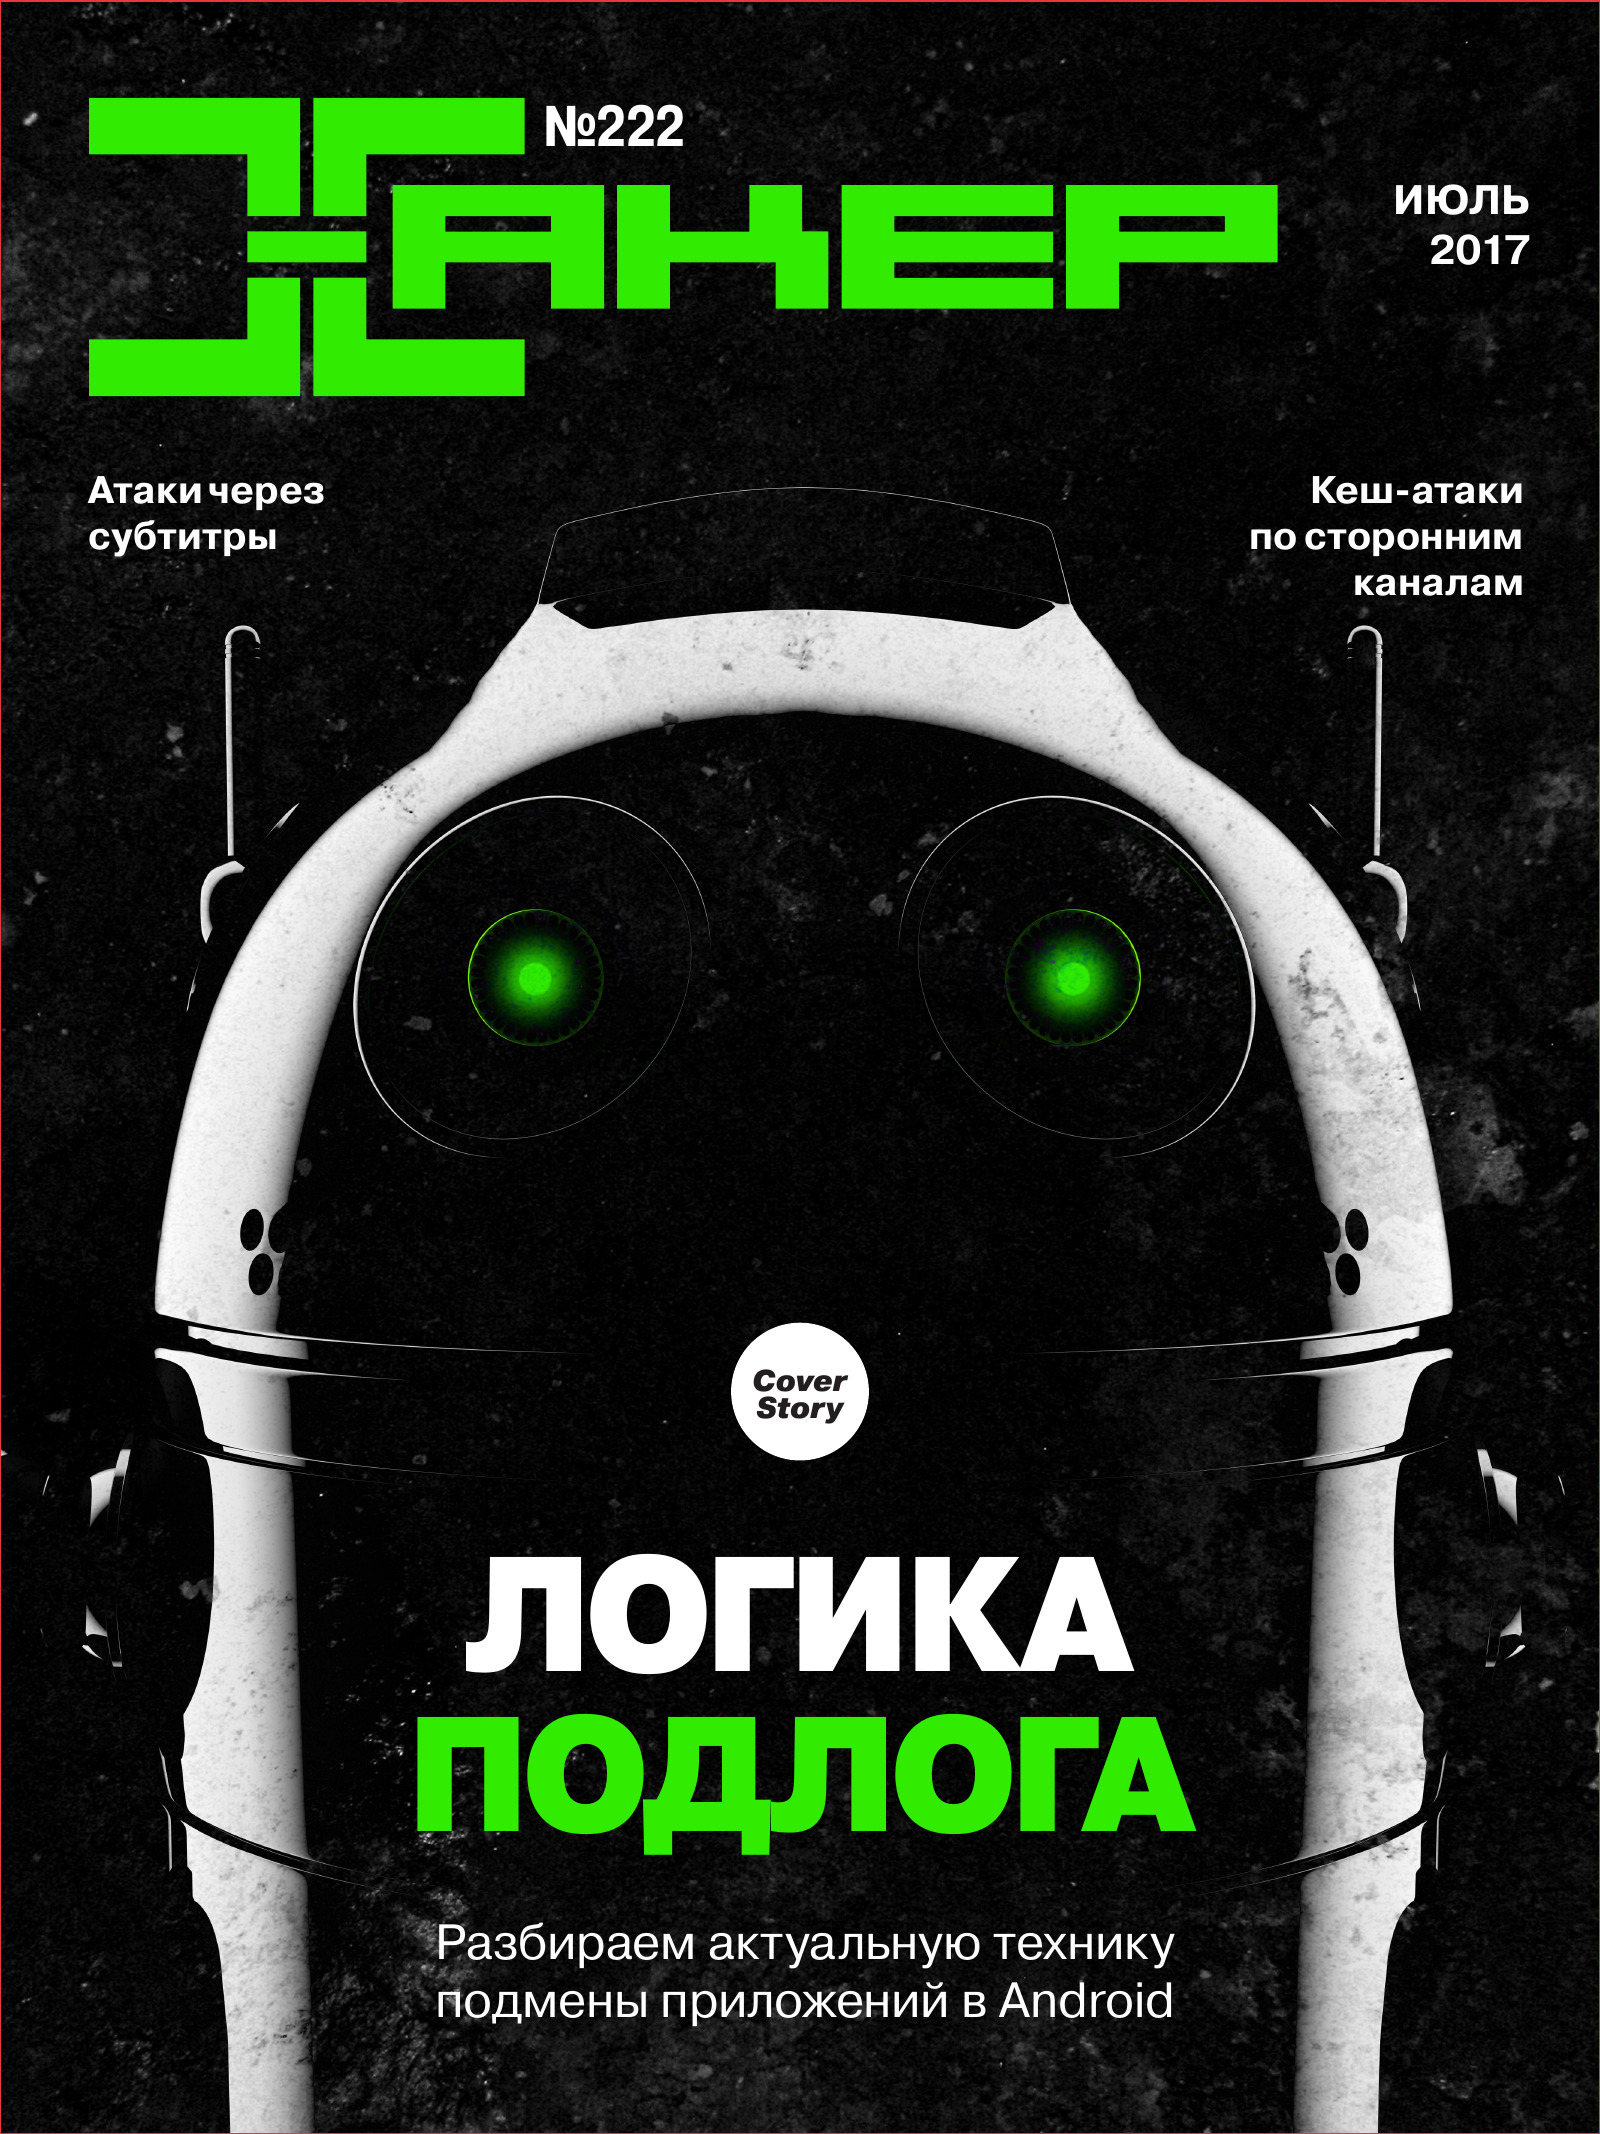 ХАКЕР
№222
ИЮЛЬ
2017
Атаки через
субтитры
Кеш-атаки
по сторонним
каналам
Cover
Story
ЛОГИКА
ПОДЛОГА
Разбираем актуальную технику
подмены приложений в Android